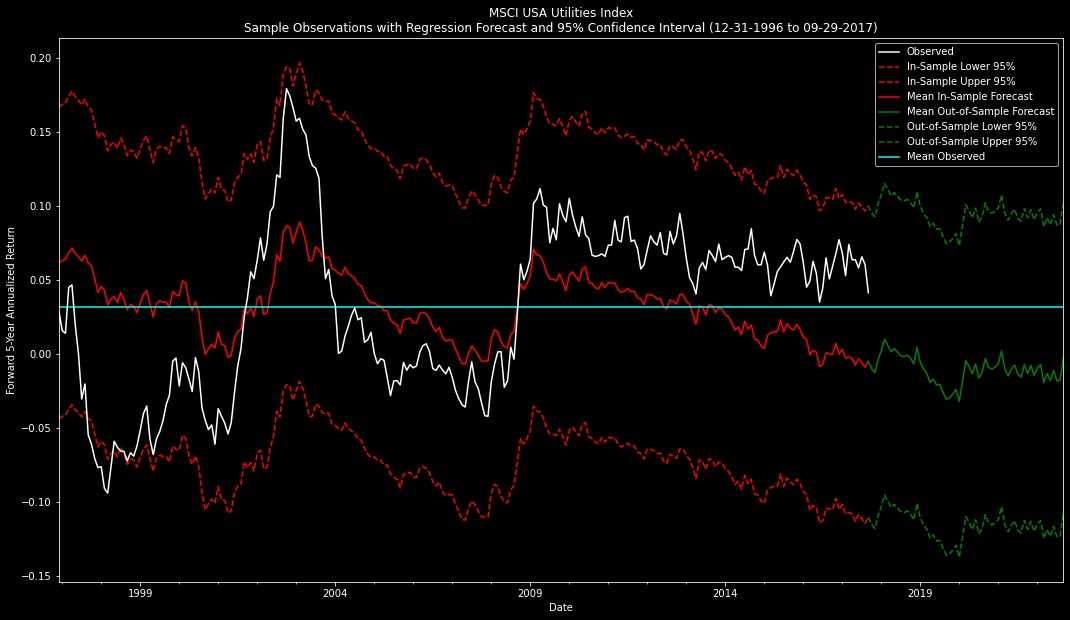 MSCI USA Utilities Index
Sample Observations with Regression Forecast and 95% Confidence Interval (12-31-1996 to 09-29-2017)
Observed
In-Sample Lower 95%
In-Sample Upper 95%
Mean In-Sample Forecast
Mean Out-of-Sample Forecast
Out-of-Sample Lower 95%
Out-of-Sample Upper 95%
Mean Observed
Forward 5-Year Annualized Return
0.20
0.15
0.10
0.05
0.00
−0.05
−0.10
−0.15
1999
2004
2009
2014
2019
Date